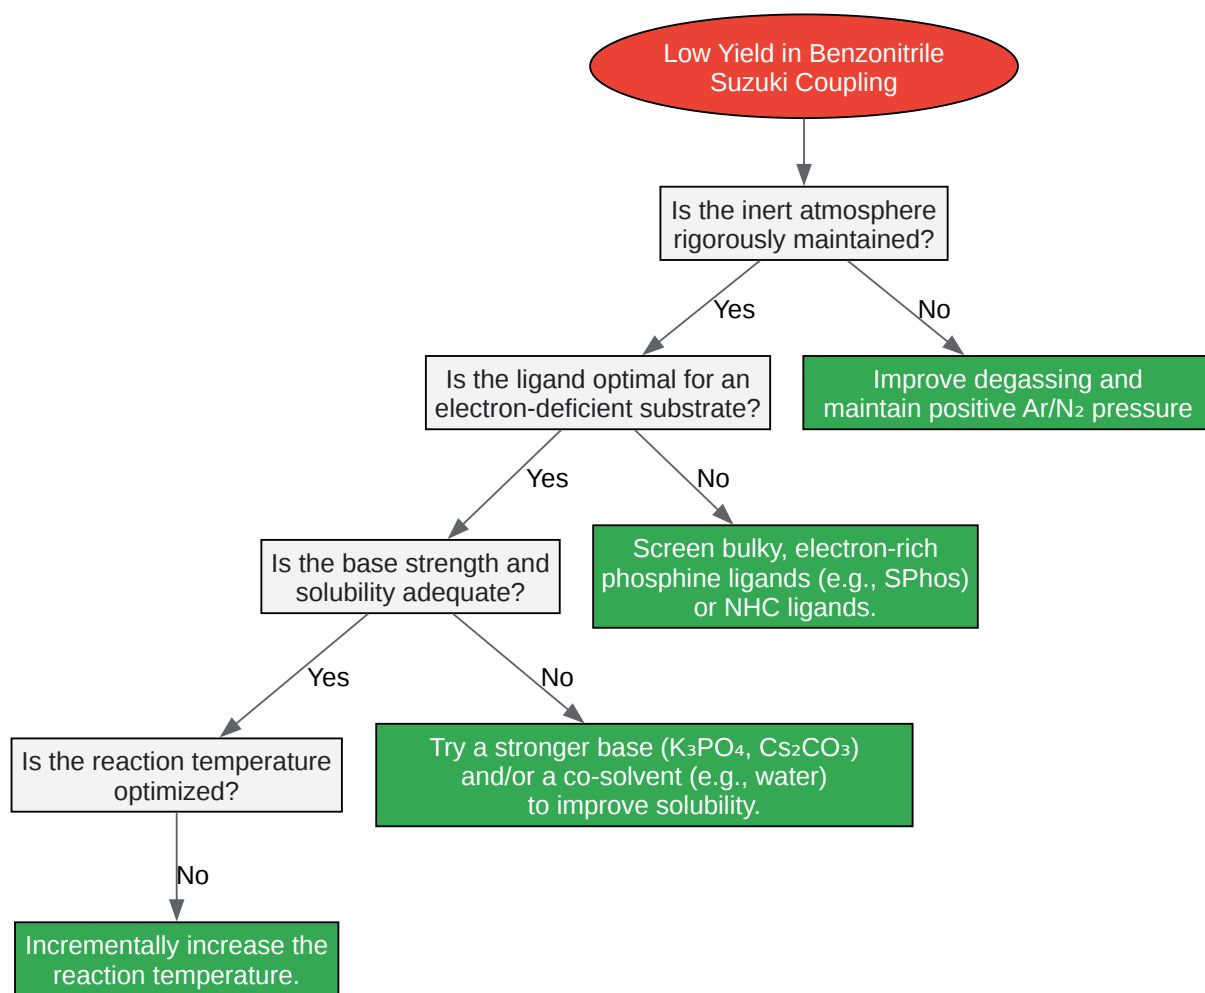 Low Yield in Benzonitrile
Suzuki Coupling
Is the inert atmosphere
rigorously maintained?
Yes
No
Is the ligand optimal for an
electron-deficient substrate?
Improve degassing and
maintain positive Ar/N₂ pressure
Yes
No
Is the base strength and
solubility adequate?
Screen bulky, electron-rich
phosphine ligands (e.g., SPhos)
or NHC ligands.
Yes
No
Is the reaction temperature
optimized?
Try a stronger base (K₃PO₄, Cs₂CO₃)
and/or a co-solvent (e.g., water)
to improve solubility.
No
Incrementally increase the
reaction temperature.